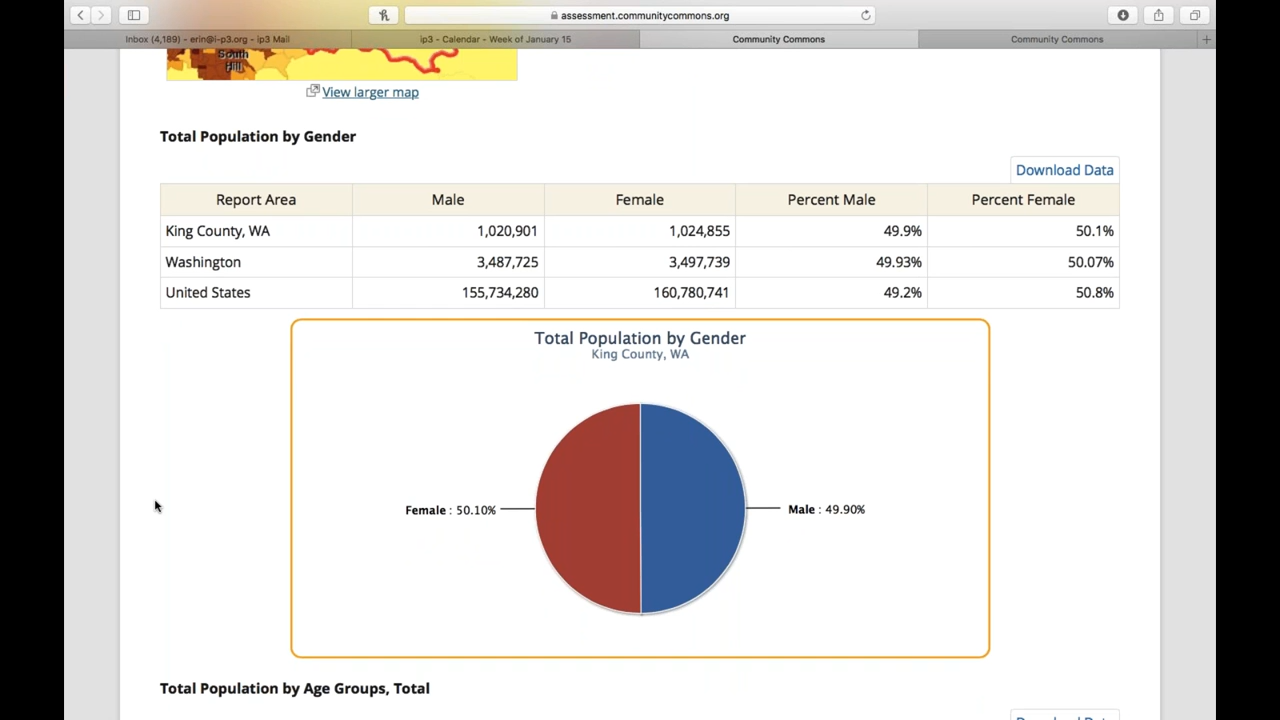 assessment.communitycommons.org
Inbox (4,189) - erin@i-p3.org - ip3 Mail
ip3 - Calendar - Week of January 15
Community Commons
Community Commons
South
Hill
View larger map
Total Population by Gender
Download Data
Report Area Male Female Percent Male Percent Female
King County, WA 1,020,901 1,024,855 49.9% 50.1%
Washington 3,487,725 3,497,739 49.93% 50.07%
United States 155,734,280 160,780,741 49.2% 50.8%
Total Population by Gender
King County, WA
Female : 50.10%
Male : 49.90%
Total Population by Age Groups, Total
Download Data